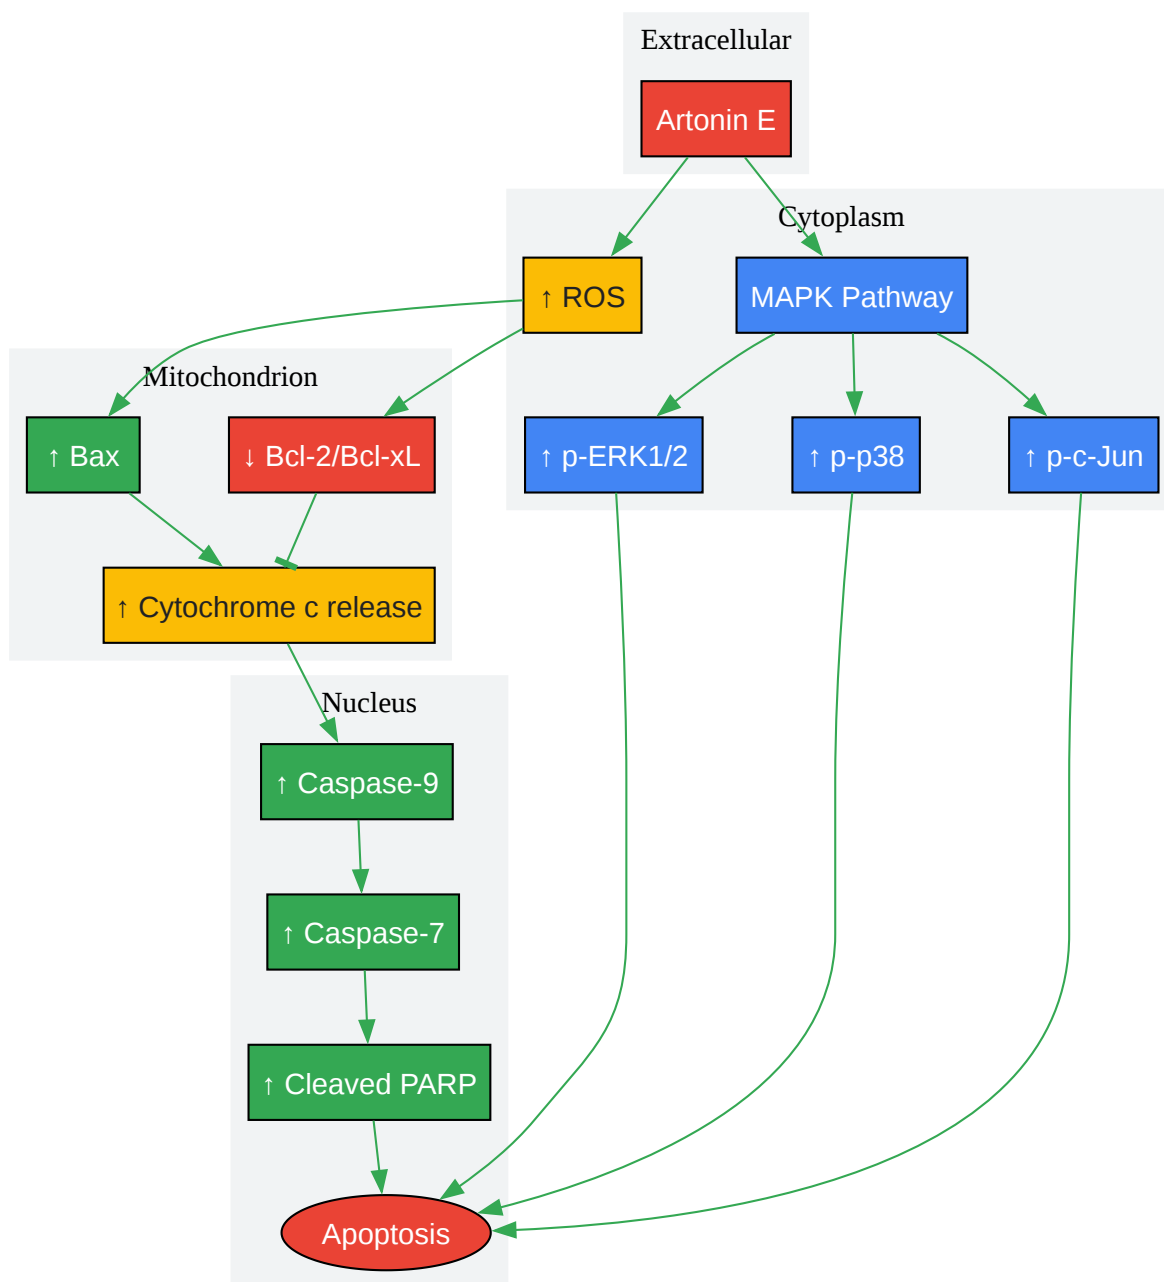 Extracellular
Artonin E
Cytoplasm
↑ ROS
MAPK Pathway
Mitochondrion
↑ Bax
↓ Bcl-2/Bcl-xL
↑ p-ERK1/2
↑ p-p38
↑ p-c-Jun
↑ Cytochrome c release
Nucleus
↑ Caspase-9
↑ Caspase-7
↑ Cleaved PARP
Apoptosis